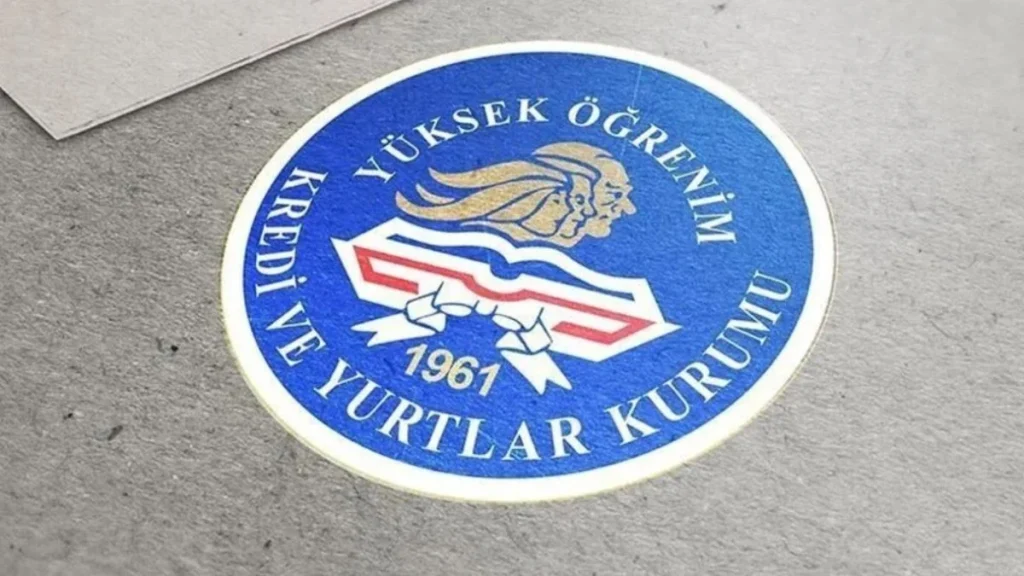 YÜKSEK ÖĞRENİM
KREDİ VE YURTLAR KURUMU
1961